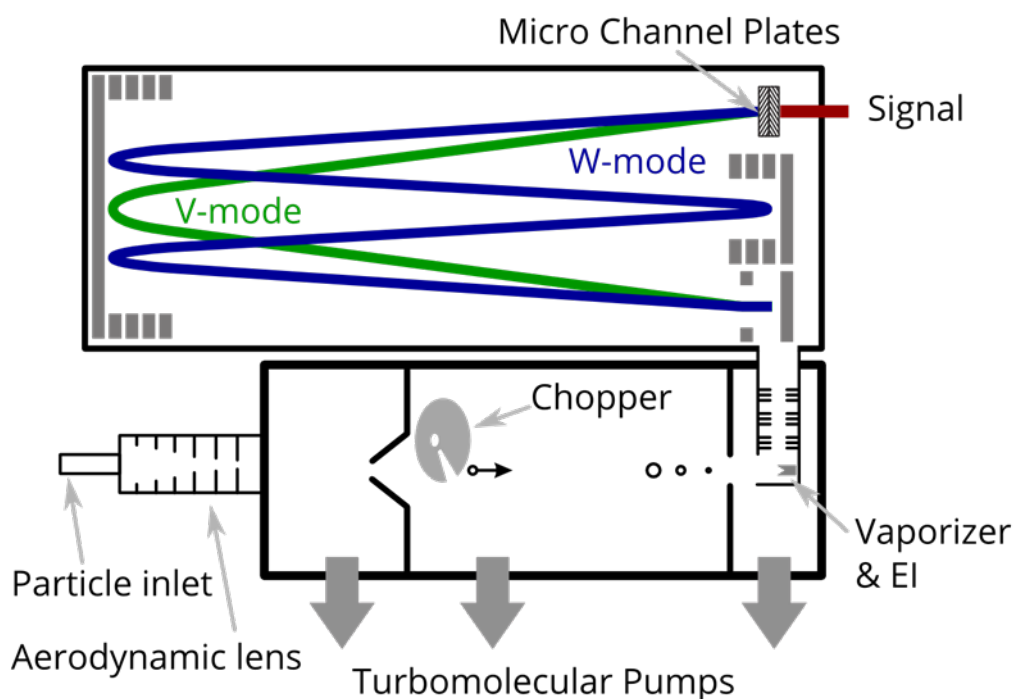 Micro Channel Plates
Signal
W-mode
V-mode
Chopper
Vaporizer
& EI
Particle inlet
Aerodynamic lens
Turbomolecular Pumps